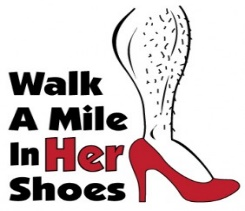 Walk
A Mile
In Her
Shoes